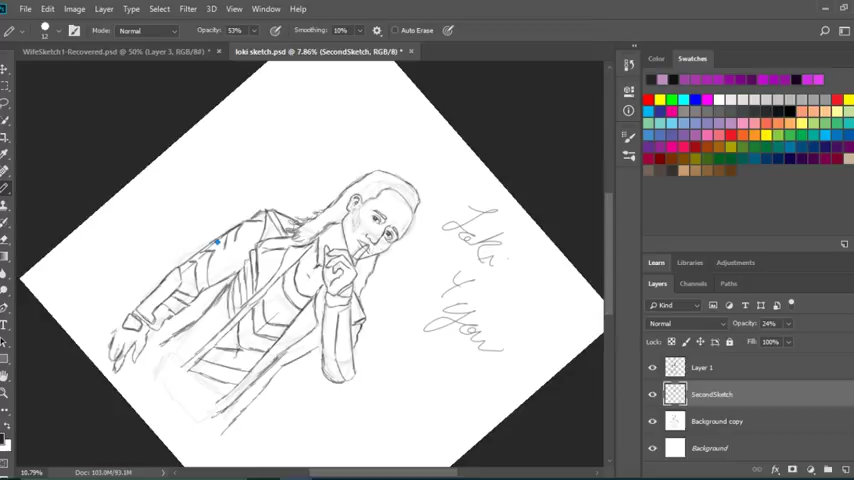 File Edit Image Layer Type Select Filter 3D View Window Help
12 Mode: Normal Opacity: 53% Smoothing: 10% Auto Erase
WifeSketch1-Recovered.psd @ 50% (Layer 3, RGB/8#) * × loki sketch.psd @ 7.86% (SecondSketch, RGB/8) * ×
Color Swatches
Loki
4
You
Learn Libraries Adjustments
Layers Channels Paths
Kind
Normal Opacity: 24%
Lock: Fill: 100%
Layer 1
SecondSketch
Background copy
Background
10.79% Doc: 103.0M/93.1M
fx